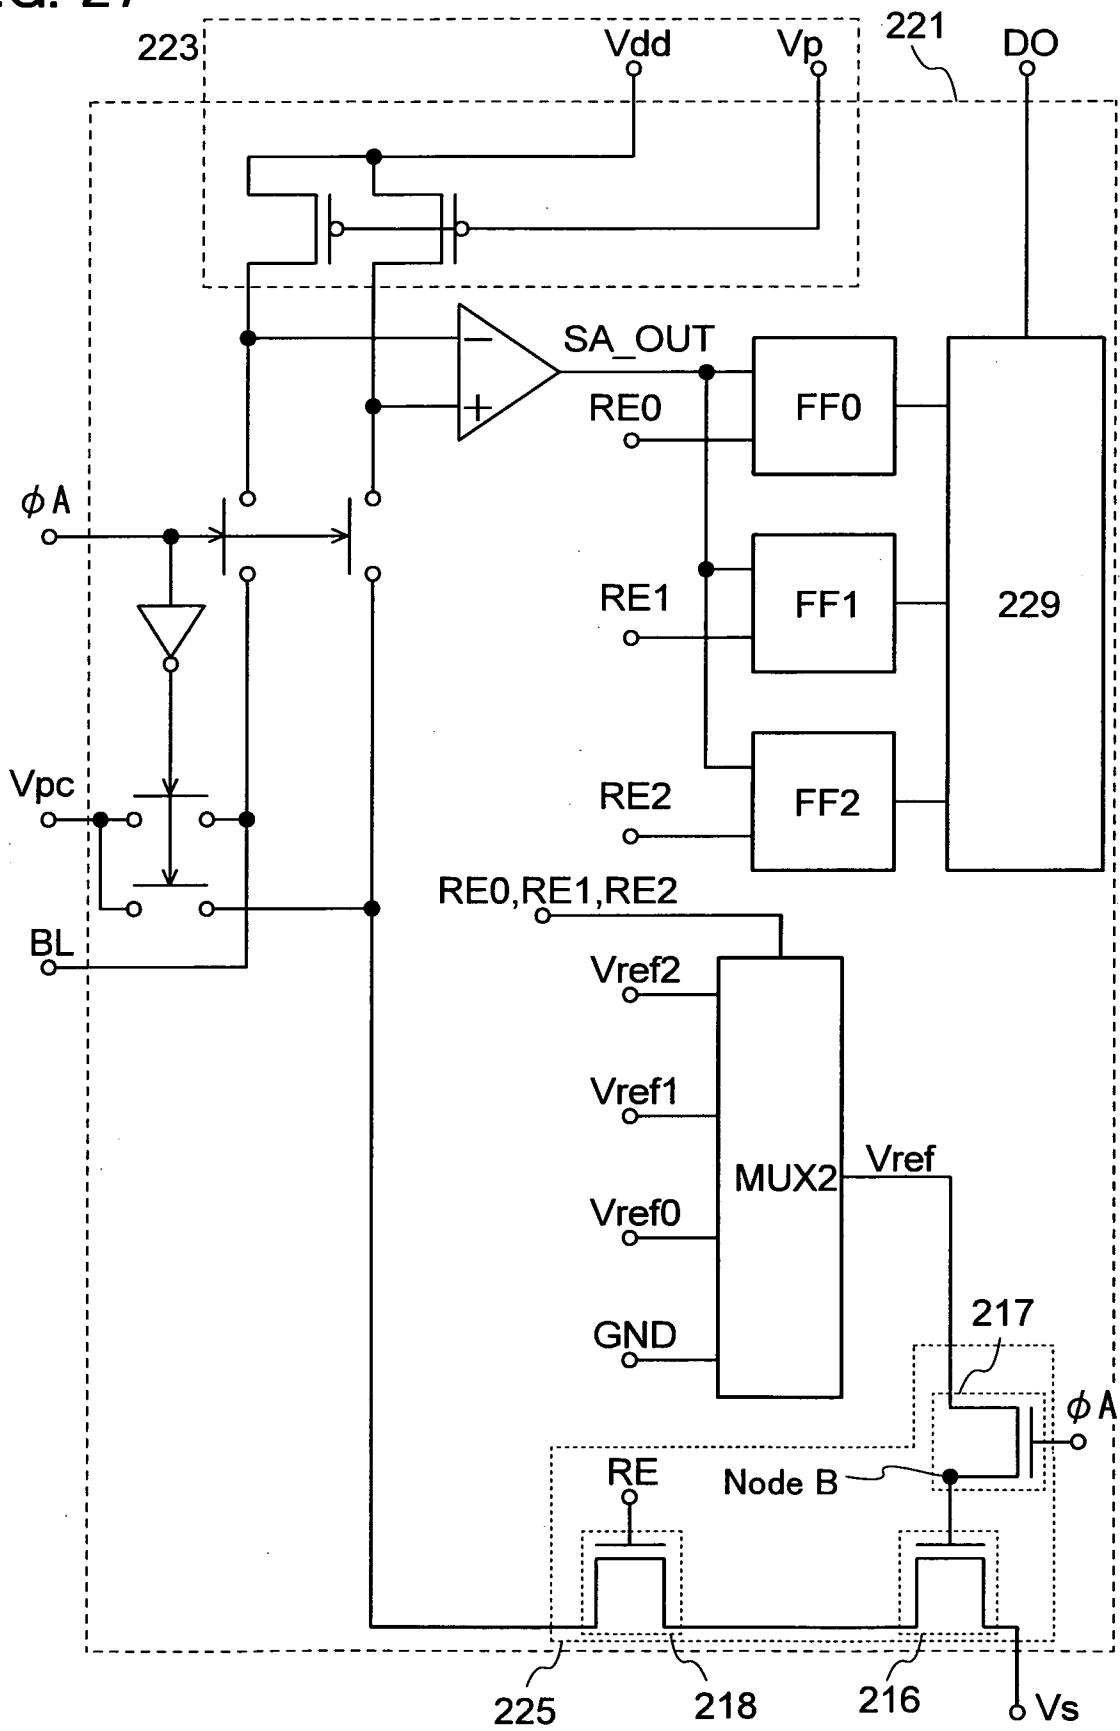 223
Vdd
Vp
221
DO
SA_OUT
RE0
FF0
ϕA
RE1
FF1
229
Vpc
RE2
FF2
RE0,RE1,RE2
BL
Vref2
Vref1
MUX2
Vref
Vref0
GND
217
ϕA
RE
Node B
225
218
216
Vs